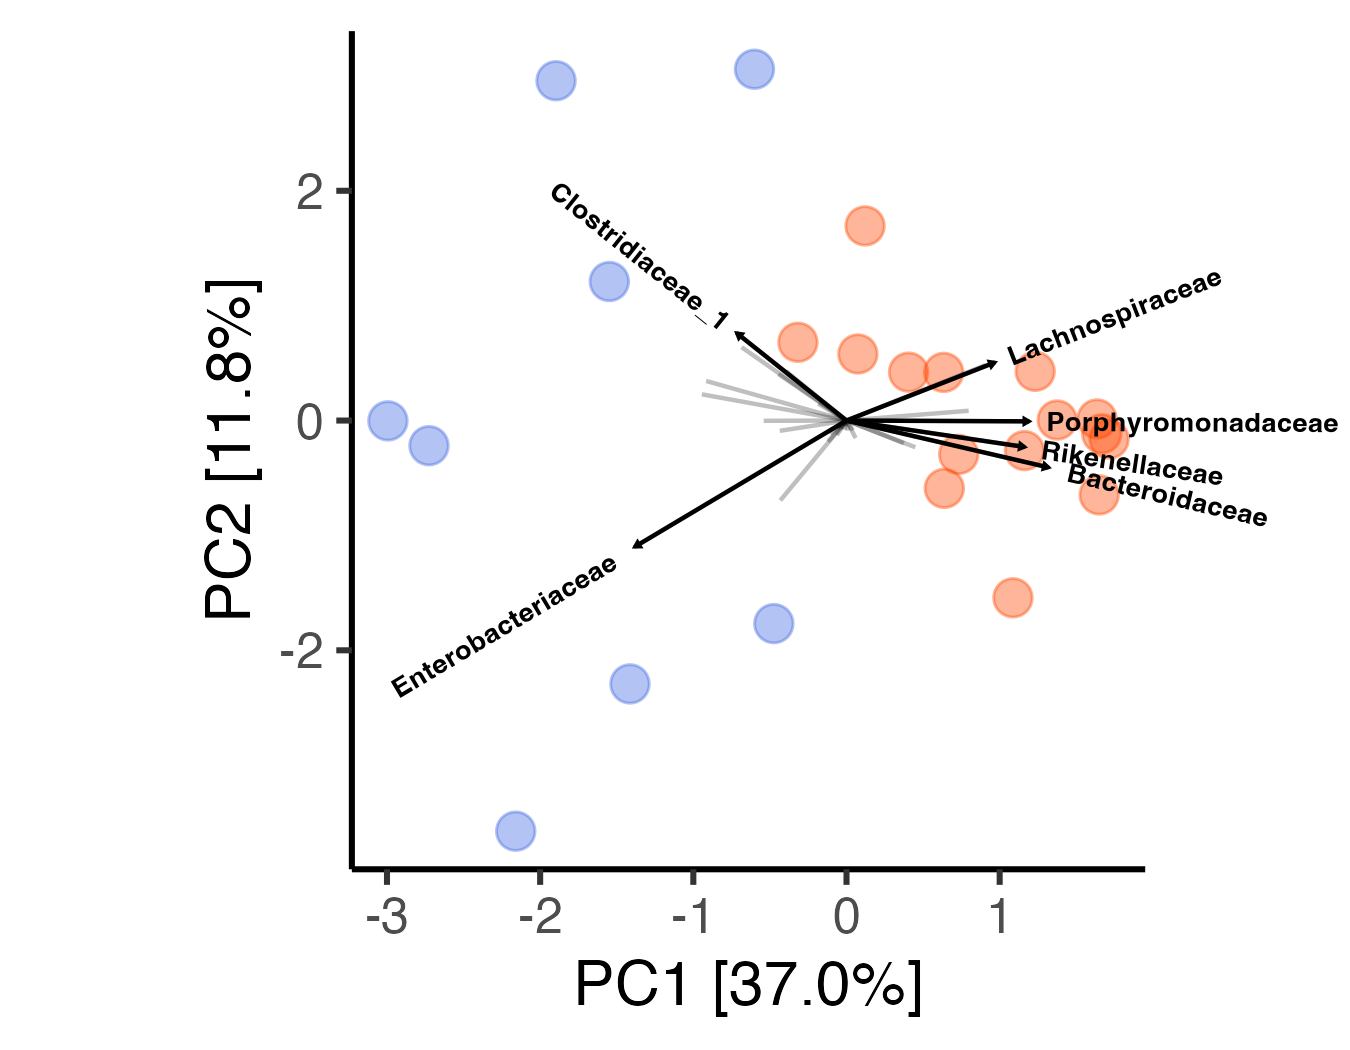 PC2 [11.8%]
2
0
-2
Clostridiaceae_1
Lachnospiraceae
Porphyromonadaceae
Rikenellaceae
Bacteroidaceae
Enterobacteriaceae
-3
-2
-1
0
1
PC1 [37.0%]